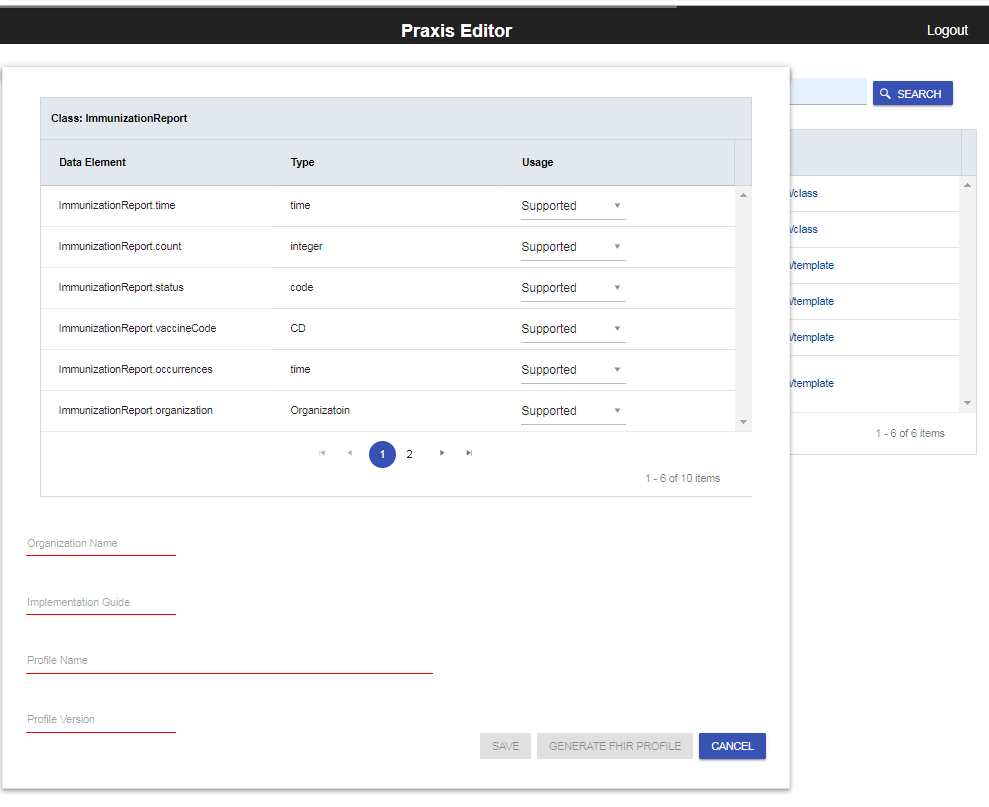 Praxis Editor
Logout
SEARCH
Class: ImmunizationReport
Data Element Type Usage
ImmunizationReport.time time Supported
ImmunizationReport.count integer Supported
ImmunizationReport.status code Supported
ImmunizationReport.vaccineCode CD Supported
ImmunizationReport.occurrences time Supported
ImmunizationReport.organization Organizatoin Supported
1 2
1 - 6 of 10 items
/class
/class
/template
/template
/template
/template
1 - 6 of 6 items
Organization Name
Implementation Guide
Profile Name
Profile Version
SAVE GENERATE FHIR PROFILE CANCEL